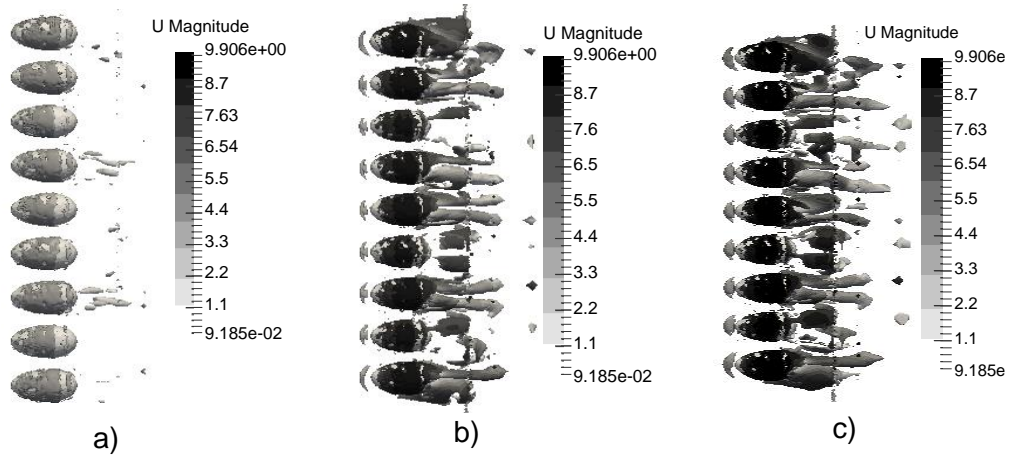 U Magnitude
9.906e+00
8.7
7.63
6.54
5.5
4.4
3.3
2.2
1.1
9.185e-02
a)
U Magnitude
9.906e+00
8.7
7.6
6.5
5.5
4.4
3.3
2.2
1.1
9.185e-02
b)
U Magnitude
9.906e
8.7
7.63
6.54
5.5
4.4
3.3
2.2
1.1
9.185e
c)